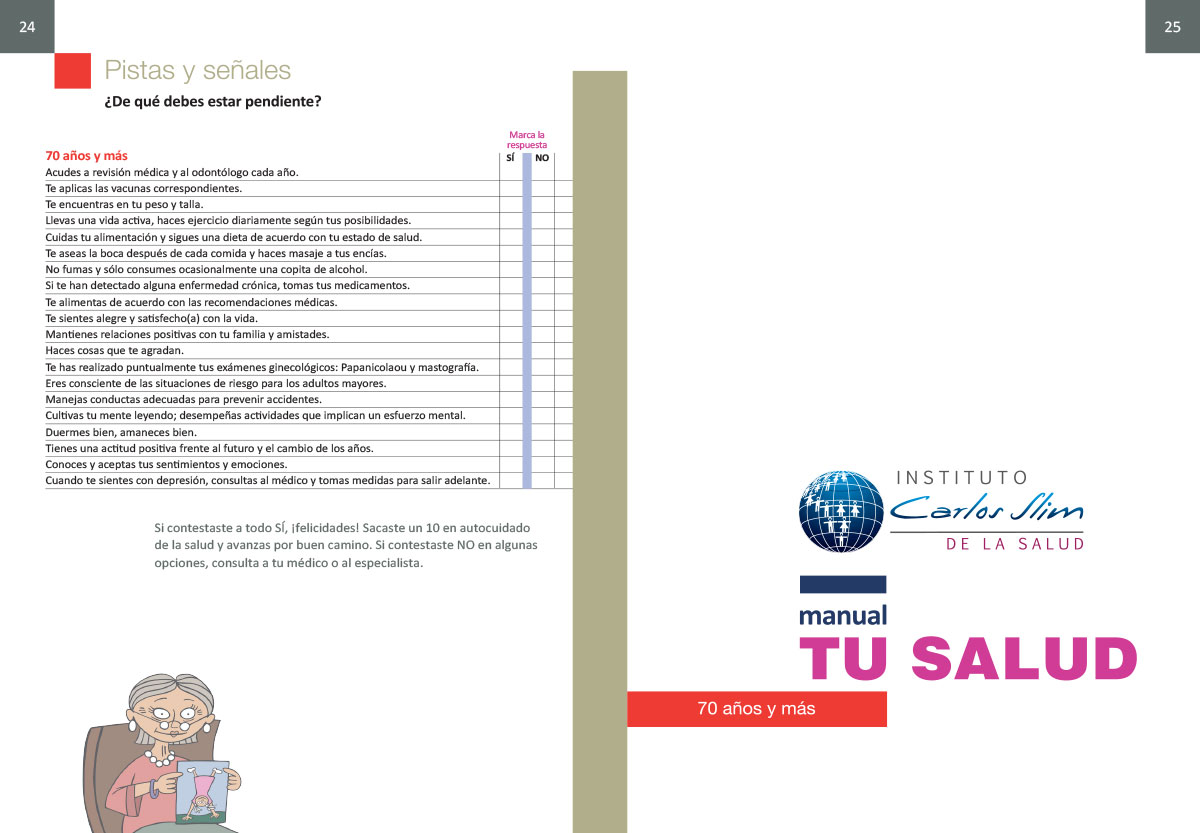 24
Pistas y señales
¿De qué debes estar pendiente?
Marca la
respuesta
70 años y más
SÍ NO
Acudes a revisión médica y al odontólogo cada año.
Te aplicas las vacunas correspondientes.
Te encuentras en tu peso y talla.
Llevas una vida activa, haces ejercicio diariamente según tus posibilidades.
Cuidas tu alimentación y sigues una dieta de acuerdo con tu estado de salud.
Te aseas la boca después de cada comida y haces masaje a tus encías.
No fumas y sólo consumes ocasionalmente una copita de alcohol.
Si te han detectado alguna enfermedad crónica, tomas tus medicamentos.
Te alimentas de acuerdo con las recomendaciones médicas.
Te sientes alegre y satisfecho(a) con la vida.
Mantienes relaciones positivas con tu familia y amistades.
Haces cosas que te agradan.
Te has realizado puntualmente tus exámenes ginecológicos: Papanicolaou y mastografía.
Eres consciente de las situaciones de riesgo para los adultos mayores.
Manejas conductas adecuadas para prevenir accidentes.
Cultivas tu mente leyendo; desempeñas actividades que implican un esfuerzo mental.
Duermes bien, amaneces bien.
Tienes una actitud positiva frente al futuro y el cambio de los años.
Conoces y aceptas tus sentimientos y emociones.
Cuando te sientes con depresión, consultas al médico y tomas medidas para salir adelante.
Si contestaste a todo SÍ, ¡felicidades! Sacaste un 10 en autocuidado
de la salud y avanzas por buen camino. Si contestaste NO en algunas
opciones, consulta a tu médico o al especialista.
25
INSTITUTO
Carlos Slim
DE LA SALUD
manual
TU SALUD
70 años y más